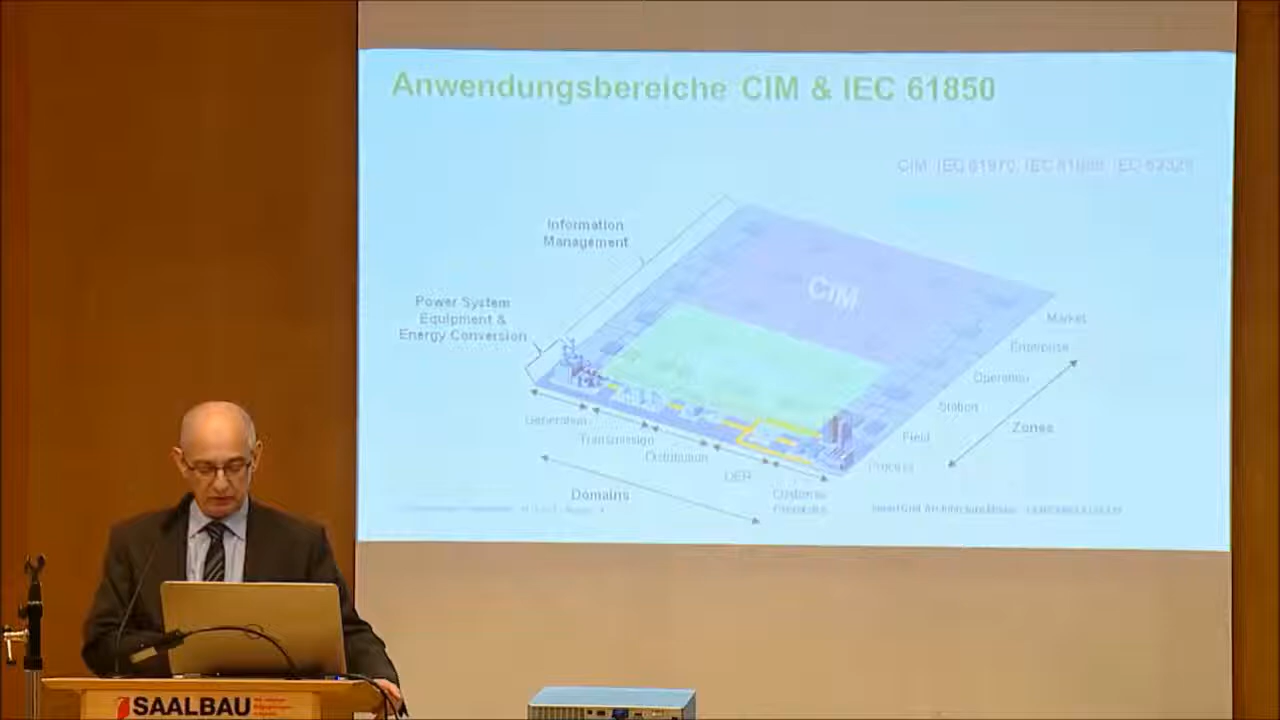 Anwendungsbereiche CIM & IEC 61850
CIM: IEC 61970, IEC 61968, IEC 62325
Information
Management
CIM
Power System
Equipment &
Energy Conversion
Market
Enterprise
Operation
Station
Zones
Field
Process
Generation
Transmission
Distribution
DER
Customer
Premises
Domains
SAALBAU